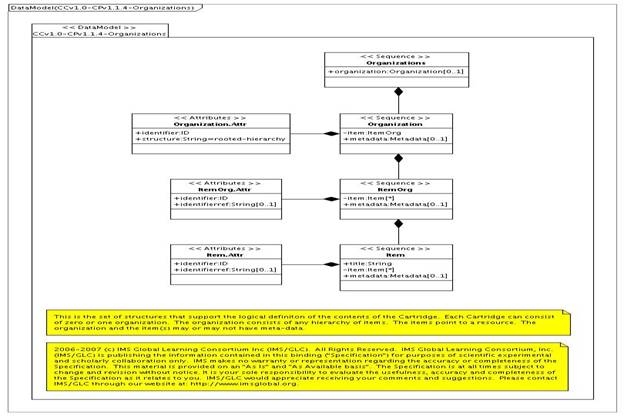 DataModel(CCv1.0-CPv1.1.4-Organizations)
<< DataModel >>
CCv1.0-CPv1.1.4-Organizations
<< Sequence >>
Organizations
+organization:Organization[0..1]
<< Attributes >>
Organization.Attr
+identifier:ID
+structure:String=rooted-hierarchy
<< Sequence >>
Organization
-item:ItemOrg
+metadata:Metadata[0..1]
<< Attributes >>
ItemOrg.Attr
+identifier:ID
+identifierref:String[0..1]
<< Sequence >>
ItemOrg
-item:Item[*]
+metadata:Metadata[0..1]
<< Attributes >>
Item.Attr
+identifier:ID
+identifierref:String[0..1]
<< Sequence >>
Item
+title:String
-item:Item[*]
+metadata:Metadata[0..1]
This is the set of structures that support the logical definiton of the contents of the Cartridge. Each Cartridge can consist
of zero or one organization. The organization consists of any hierarchy of items. The items point to a resource. The
organization and the item(s) may or may not have meta-data.
2006-2007 (c) IMS Global Learning Consortium Inc (IMS/GLC). All Rights Reserved. IMS Global Learning Consortium, Inc.
(IMS/GLC) is publishing the information contained in this binding ("Specification") for purposes of scientific experimental
and scholarly collaboration only. IMS makes no warranty or representation regarding the accuracy or completeness of the
Specification. This material is provided on an "As Is" and "As Available basis". The Specification is at all times subject to
change and revision without notice. It is your sole responsibility to evaluate the usefulness, accuracy and completeness of
the Specification as it relates to you. IMS/GLC would appreciate receiving your comments and suggestions. Please contact
IMS/GLC through our website at: http://www.imsglobal.org.